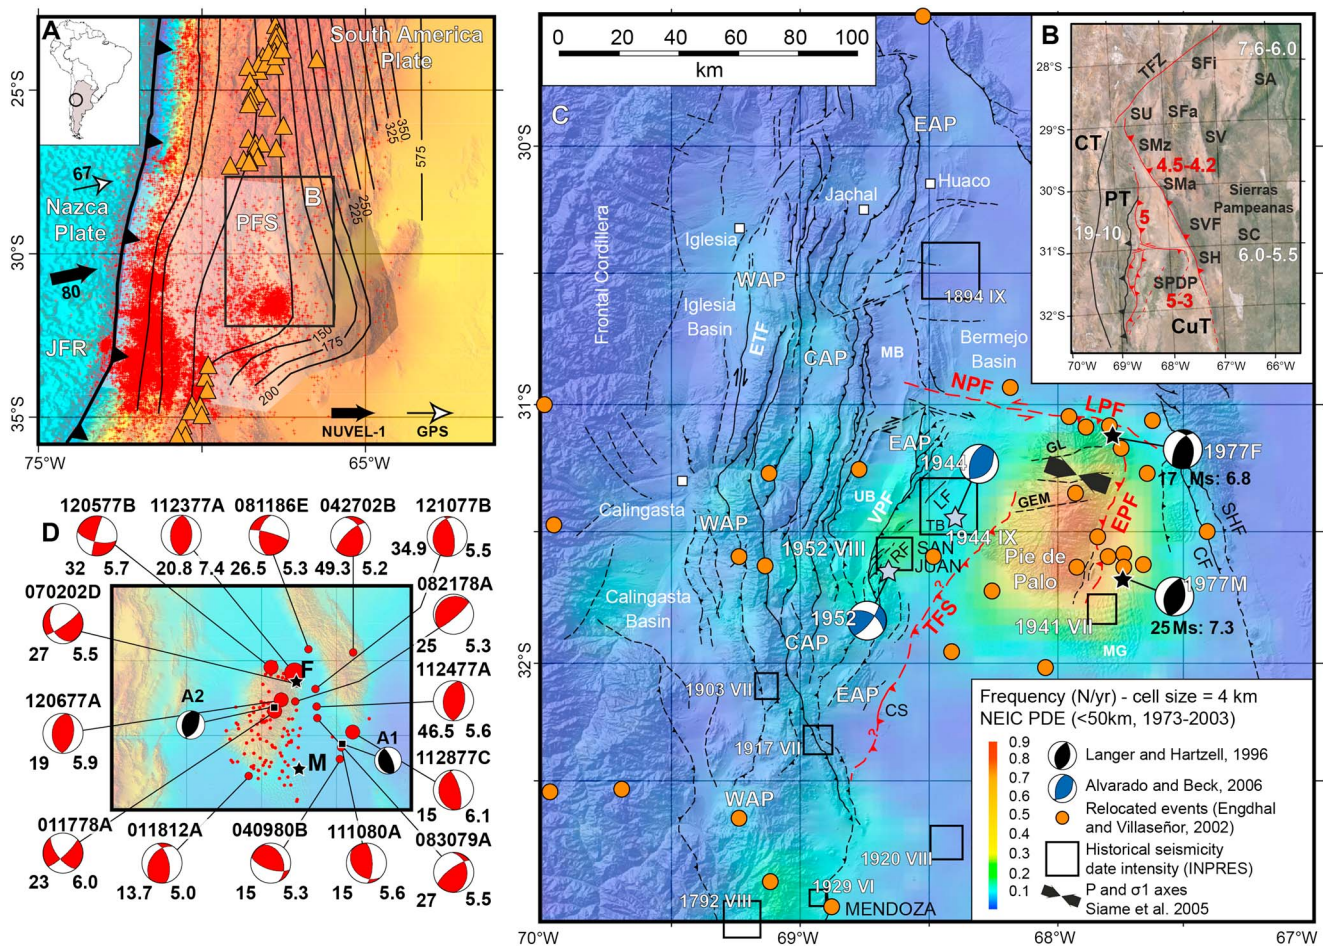 A
South America
Plate
25°S
30°S
35°S
67
Nazca
Plate
80
JFR
PFS
B
350
325
575
250
225
150
175
200
NUVEL-1
GPS
75°W
70°W
65°W
C
0 20 40 60 80 100
km
30°S
31°S
32°S
70°W
69°W
68°W
67°W
EAP
Jachal
Huaco
Iglesia
WAP
Frontal Cordillera
Iglesia
Basin
ETF
1894 IX
Bermejo
Basin
CAP
MB
NPF
LPF
EAP
1944
GL
1977F
17 Ms: 6.8
Calingasta
UB
VPF
LF
GEM
EPF
WAP
TB
1944 IX
1952 VIII
SAN
JUAN
RF
Pie de
Palo
SHF
CF
1977M
25 Ms: 7.3
Calingasta
Basin
1952
TFS
1941 VII
MG
CAP
1903 VII
EAP
CS
1917 VII
WAP
1920 VIII
1929 VI
1792 VIII
MENDOZA
B
28°S
29°S
30°S
31°S
32°S
70°W 69°W 68°W 67°W 66°W
7.6-6.0
TFZ
SFi
SA
SU
SFa
SV
CT
SMz
4.5-4.2
SMa
PT
Sierras
Pampeanas
5
SVF
19-10
SC
6.0-5.5
SH
SPDP
5-3
CuT
Frequency (N/yr) - cell size = 4 km
NEIC PDE (<50km, 1973-2003)
0.9
0.8
0.7
0.6
0.5
0.4
0.3
0.2
0.1
Langer and Hartzell, 1996
Alvarado and Beck, 2006
Relocated events (Engdhal
and Villaseñor, 2002)
Historical seismicity
date intensity (INPRES)
P and σ1 axes
Siame et al. 2005
D
120577B
32 5.7
112377A
20.8 7.4
081186E
26.5 5.3
042702B
49.3 5.2
121077B
34.9 5.5
070202D
27 5.5
082178A
25 5.3
120677A
19 5.9
A2
F
112477A
46.5 5.6
A1
M
112877C
15 6.1
011778A
23 6.0
011812A
13.7 5.0
040980B
15 5.3
111080A
15 5.6
083079A
27 5.5